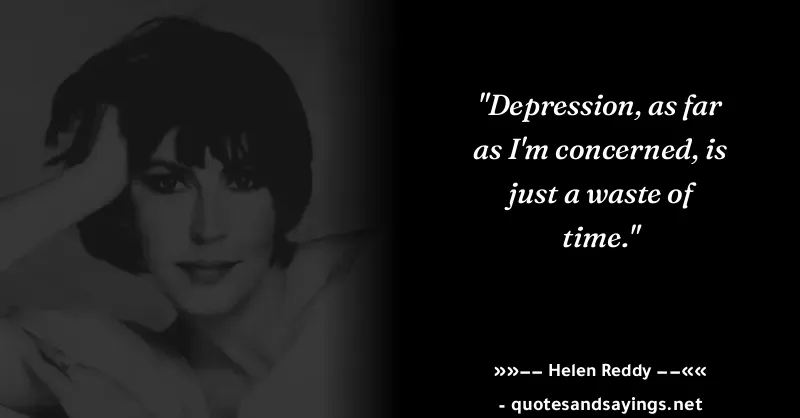 "Depression, as far
as I'm concerned, is
just a waste of
time."
»»−− Helen Reddy −−««
- quotesandsayings.net